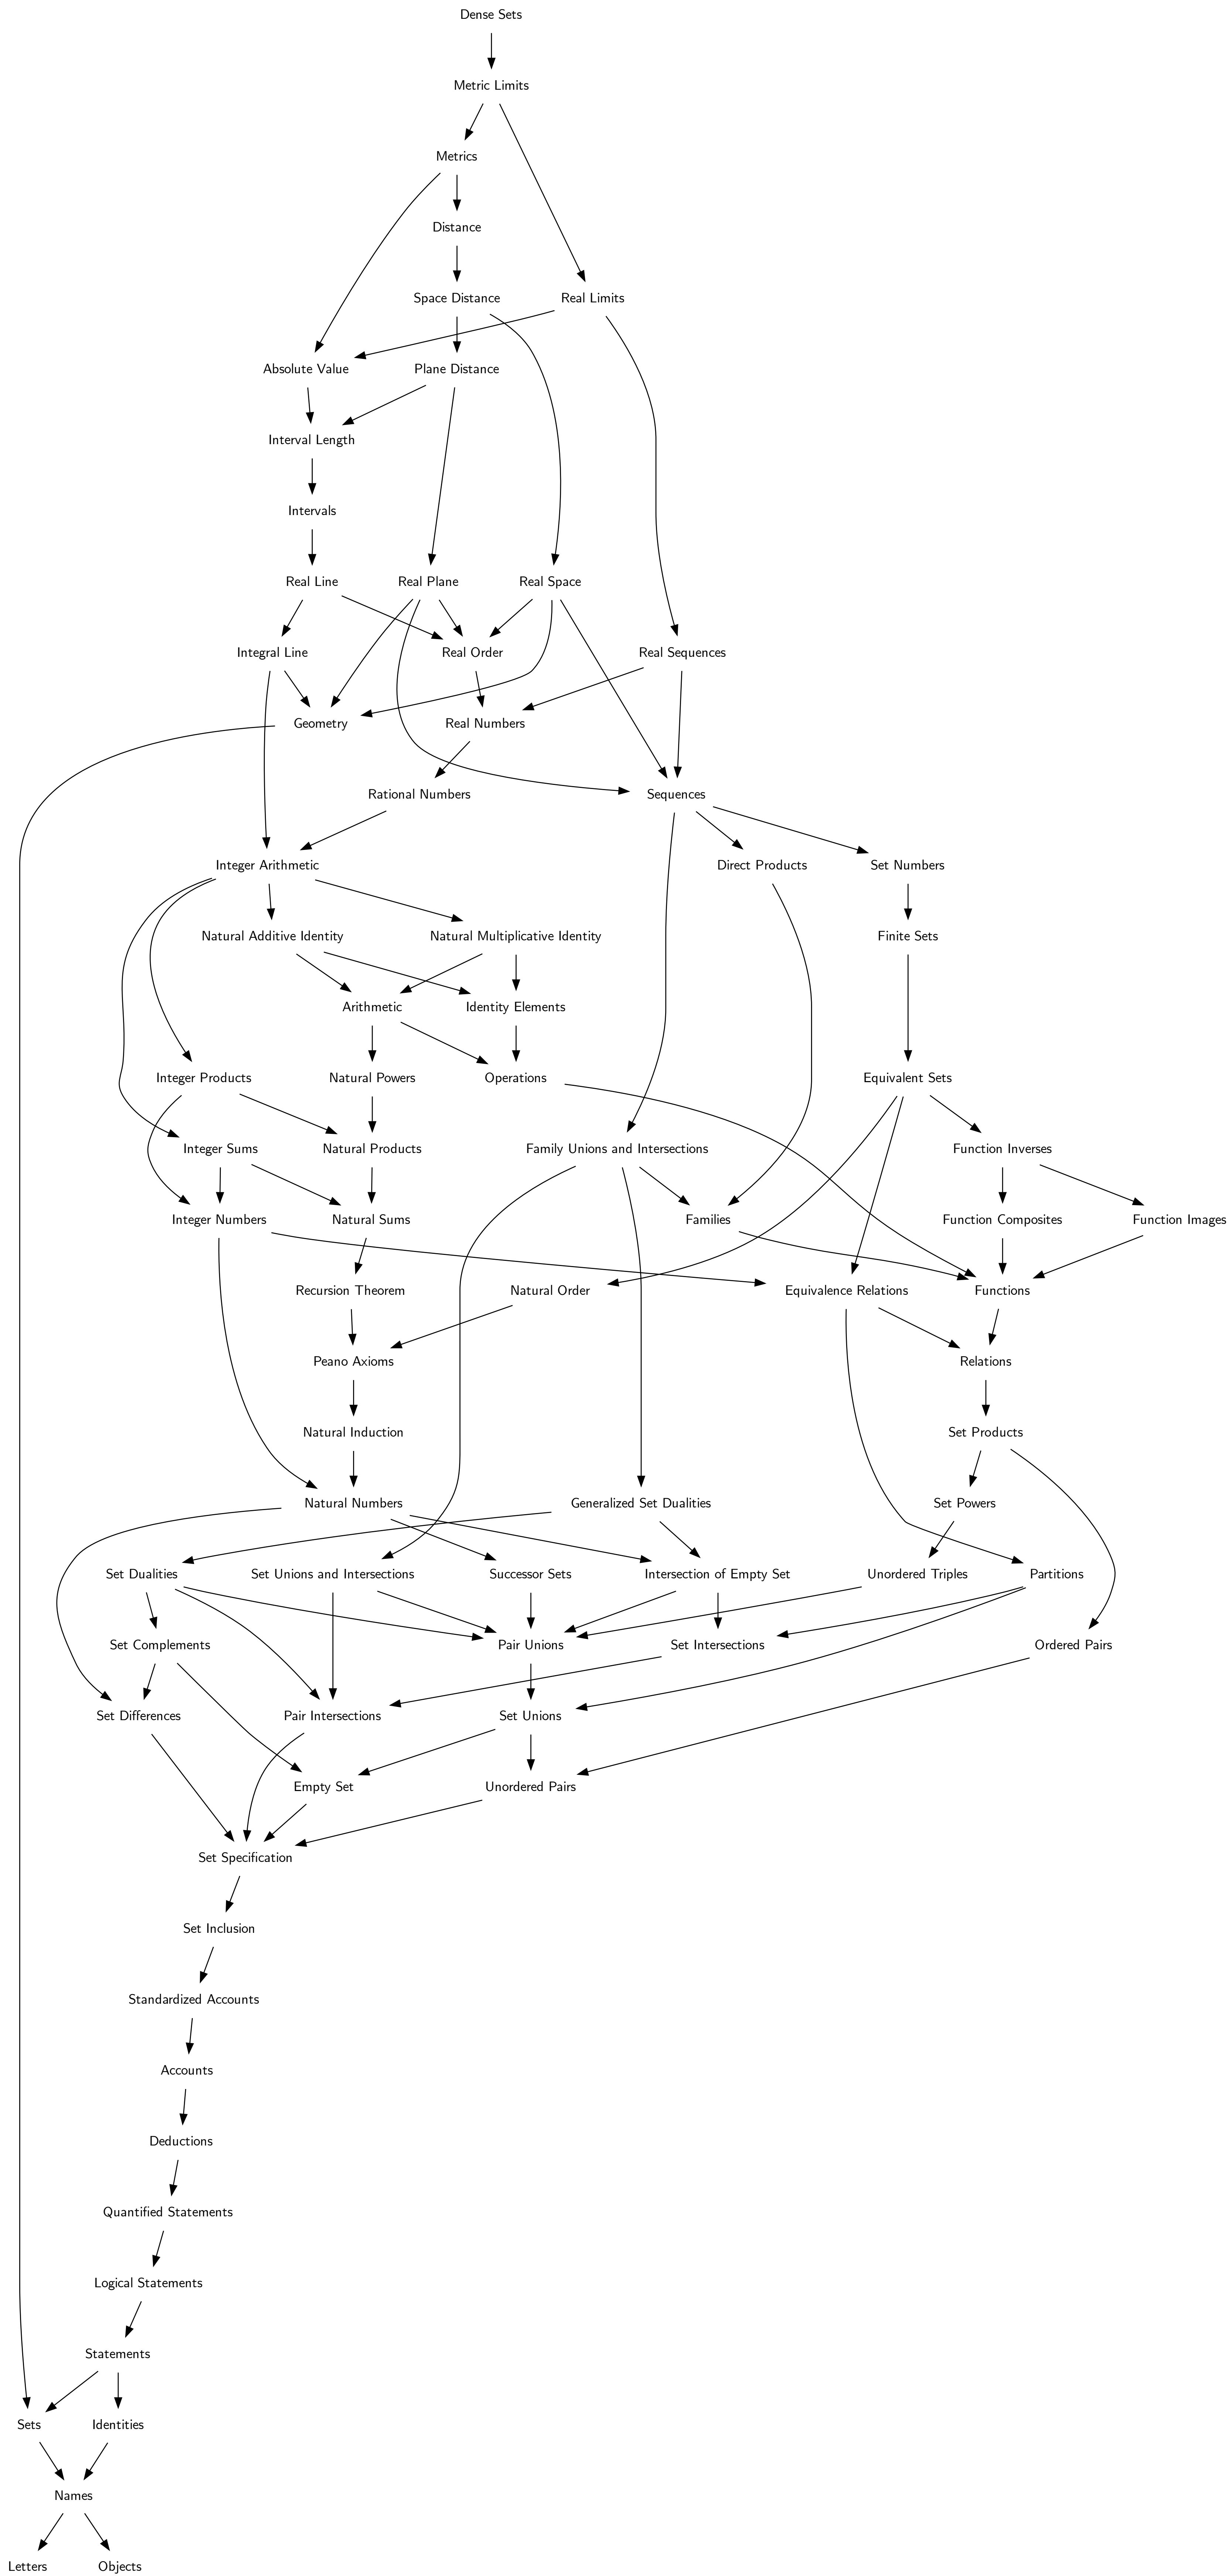 Dense Sets
Metric Limits
Metrics
Distance
Space Distance
Real Limits
Absolute Value
Plane Distance
Interval Length
Intervals
Real Line
Real Plane
Real Space
Integral Line
Real Order
Real Sequences
Geometry
Real Numbers
Rational Numbers
Sequences
Integer Arithmetic
Direct Products
Set Numbers
Natural Additive Identity
Natural Multiplicative Identity
Finite Sets
Arithmetic
Identity Elements
Integer Products
Natural Powers
Operations
Equivalent Sets
Integer Sums
Natural Products
Family Unions and Intersections
Function Inverses
Integer Numbers
Natural Sums
Families
Function Composites
Function Images
Recursion Theorem
Natural Order
Equivalence Relations
Functions
Peano Axioms
Relations
Natural Induction
Set Products
Natural Numbers
Generalized Set Dualities
Set Powers
Set Dualities
Set Unions and Intersections
Successor Sets
Intersection of Empty Set
Unordered Triples
Partitions
Set Complements
Pair Unions
Set Intersections
Ordered Pairs
Set Differences
Pair Intersections
Set Unions
Empty Set
Unordered Pairs
Set Specification
Set Inclusion
Standardized Accounts
Accounts
Deductions
Quantified Statements
Logical Statements
Statements
Sets
Identities
Names
Letters
Objects